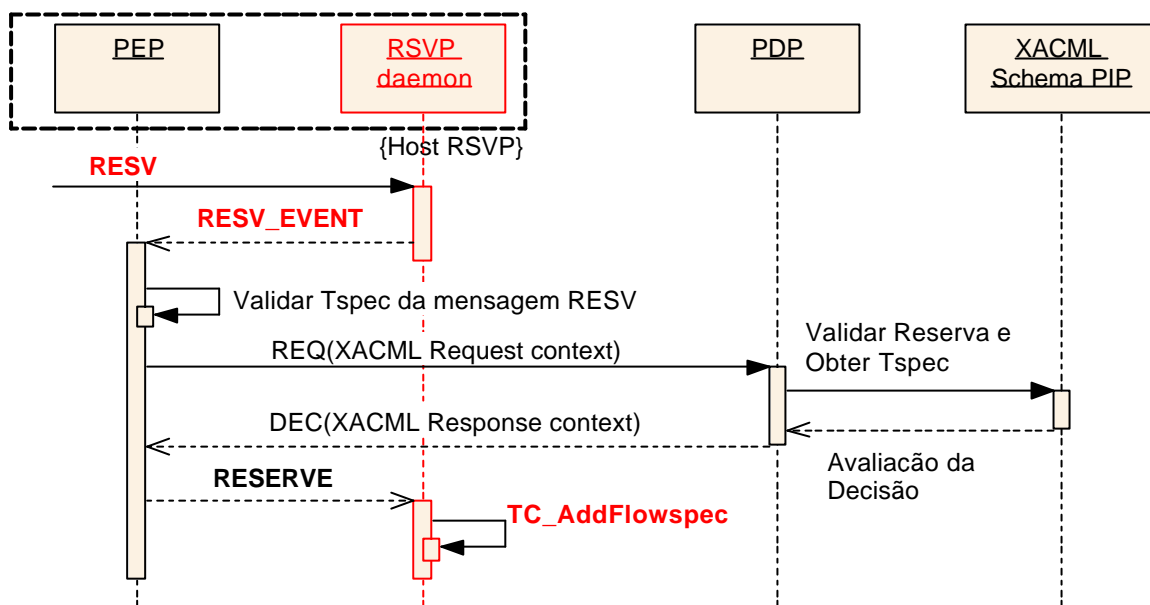 PEP
RSVP
daemon
PDP
XACML
Schema PIP
{Host RSVP}
RESV
RESV_EVENT
Validar Tspec da mensagem RESV
REQ(XACML Request context)
Validar Reserva e
Obter Tspec
DEC(XACML Response context)
Avaliacão da
Decisão
RESERVE
TC_AddFlowspec